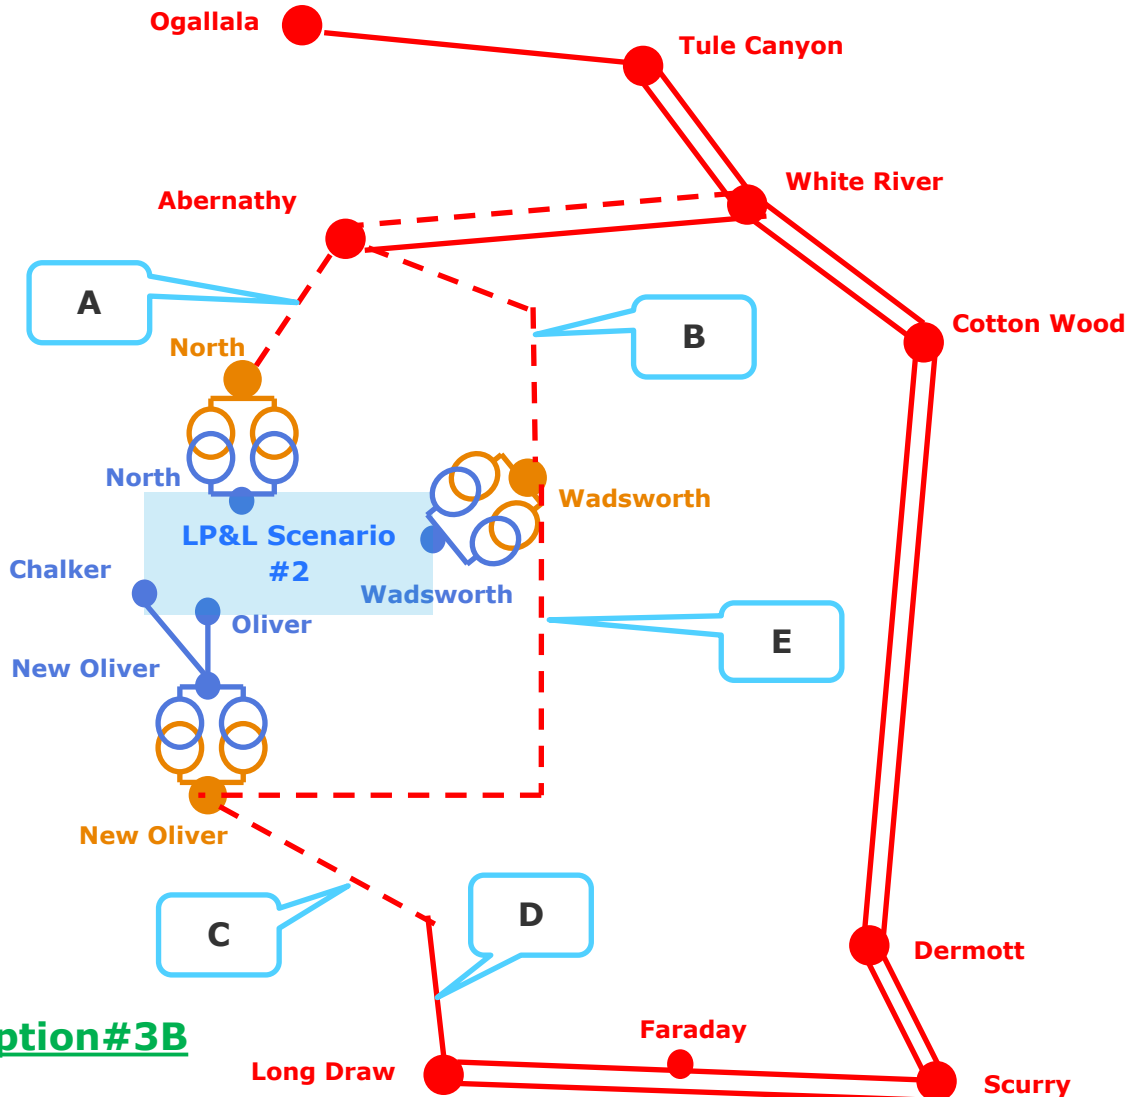 Ogallala
Tule Canyon
White River
Abernathy
A
B
Cotton Wood
North
North
Wadsworth
LP&L Scenario
#2
Chalker
Wadsworth
Oliver
E
New Oliver
New Oliver
C
D
Dermott
ption#3B
Faraday
Long Draw
Scurry